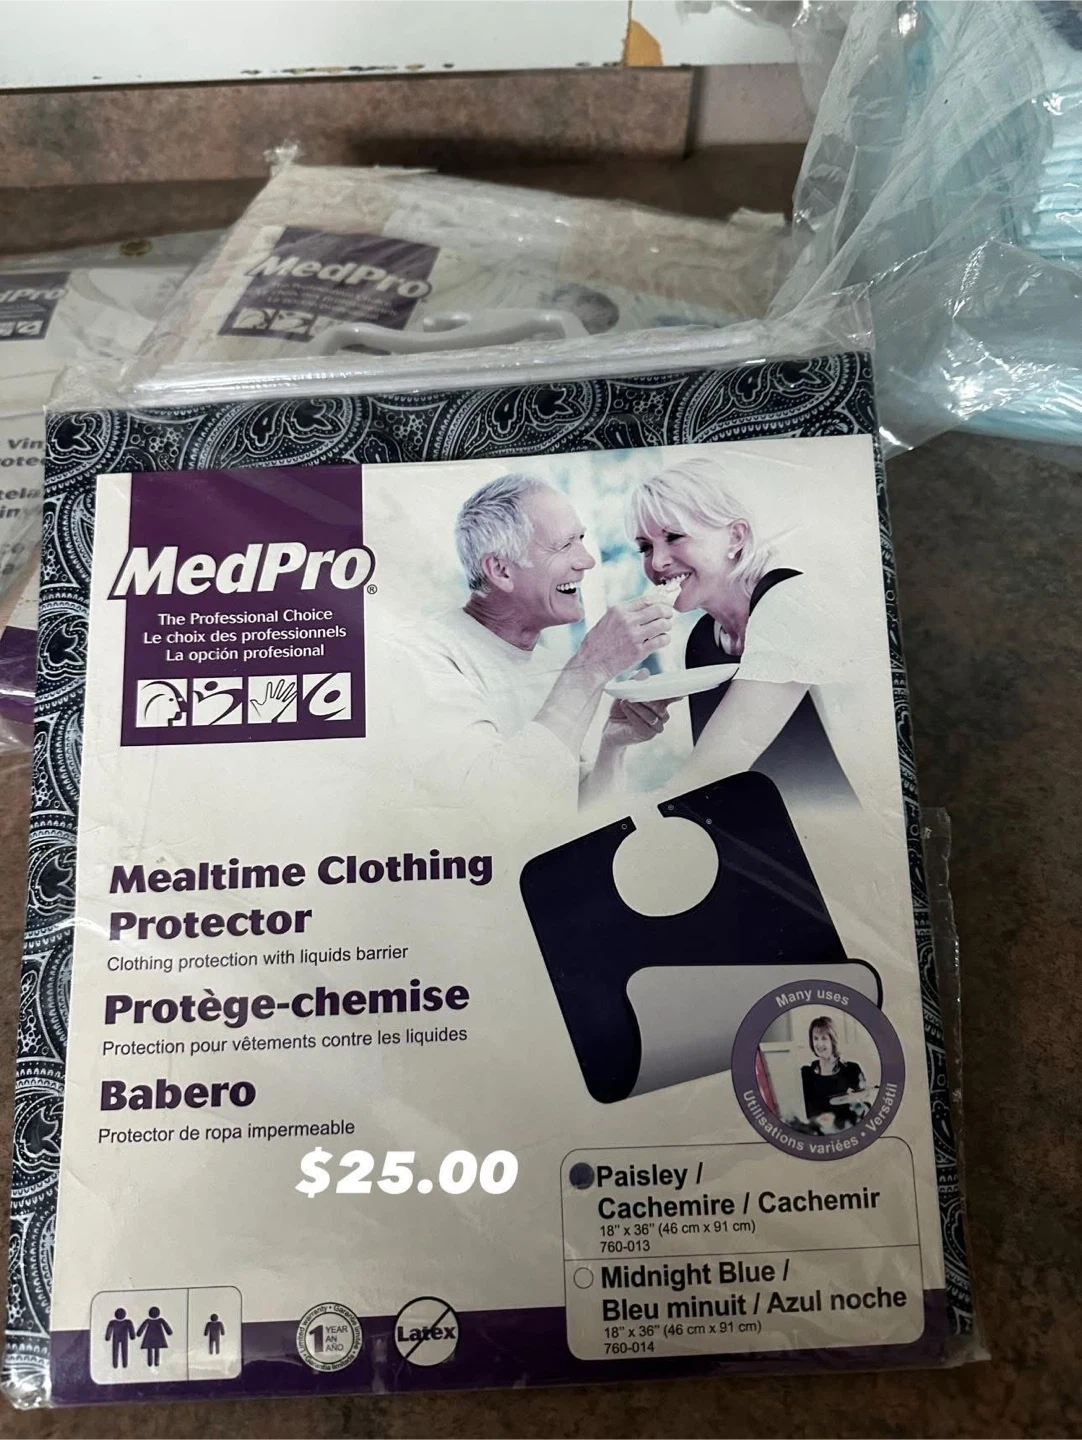 MedPro
MedPro®
The Professional Choice
Le choix des professionnels
La opción profesional
Mealtime Clothing
Protector
Clothing protection with liquids barrier
Protège-chemise
Protection pour vêtements contre les liquides
Babero
Protector de ropa impermeable
$25.00
Many uses
Utilisations variées • Versátil
Paisley /
Cachemire / Cachemir
18" x 36" (46 cm x 91 cm)
760-013
Midnight Blue /
Bleu minuit / Azul noche
18" x 36" (46 cm x 91 cm)
760-014
1 YEAR
AN
AÑO
Latex